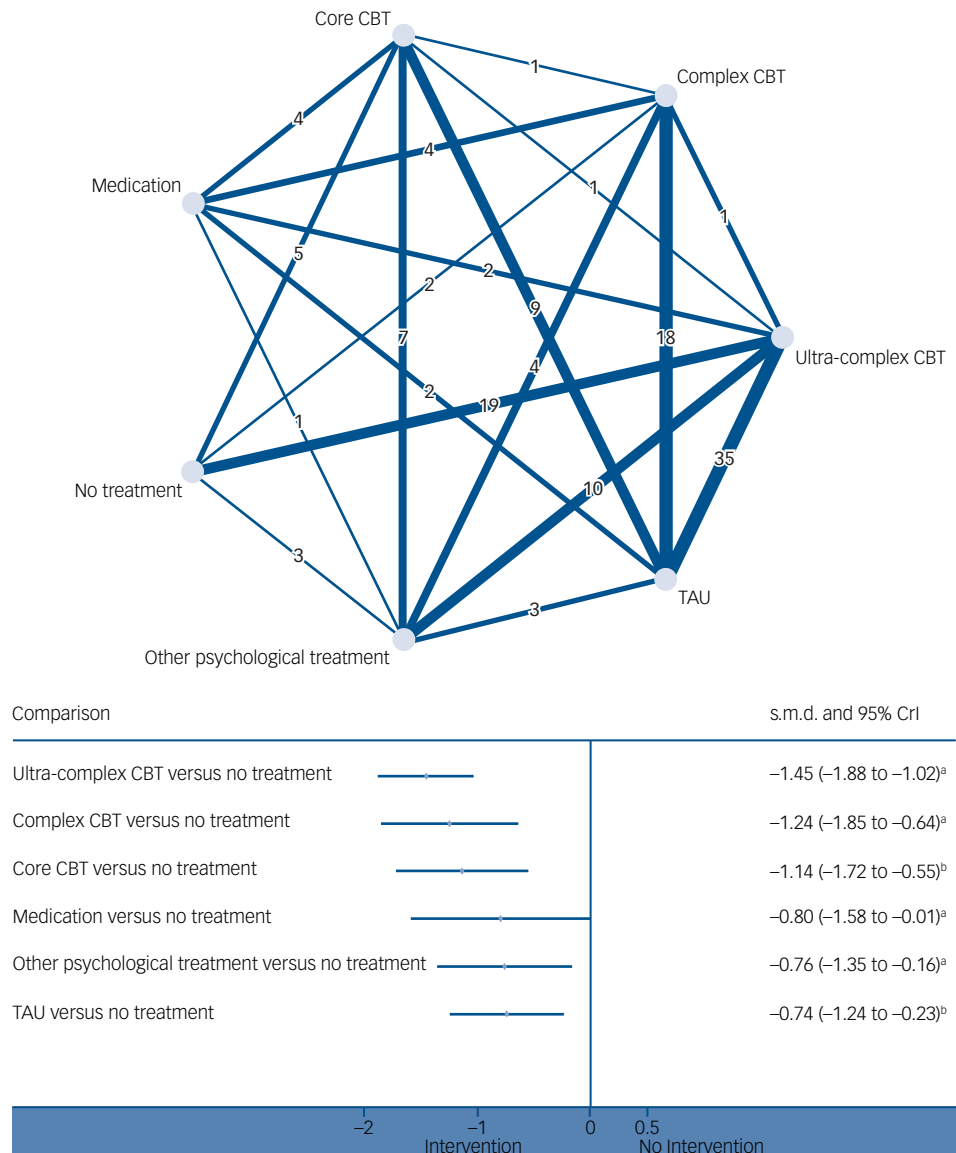 Core CBT
1
Complex CBT
4
4
Medication
1
1
5
2
2
9
7
18
4
Ultra-complex CBT
2
19
1
35
No treatment
10
3
TAU
3
Other psychological treatment
Comparison s.m.d. and 95% CrI
Ultra-complex CBT versus no treatment –1.45 (–1.88 to –1.02)ᵃ
Complex CBT versus no treatment –1.24 (–1.85 to –0.64)ᵃ
Core CBT versus no treatment –1.14 (–1.72 to –0.55)ᵇ
Medication versus no treatment –0.80 (–1.58 to –0.01)ᵃ
Other psychological treatment versus no treatment –0.76 (–1.35 to –0.16)ᵃ
TAU versus no treatment –0.74 (–1.24 to –0.23)ᵇ
–2 –1 0 0.5
Intervention No Intervention